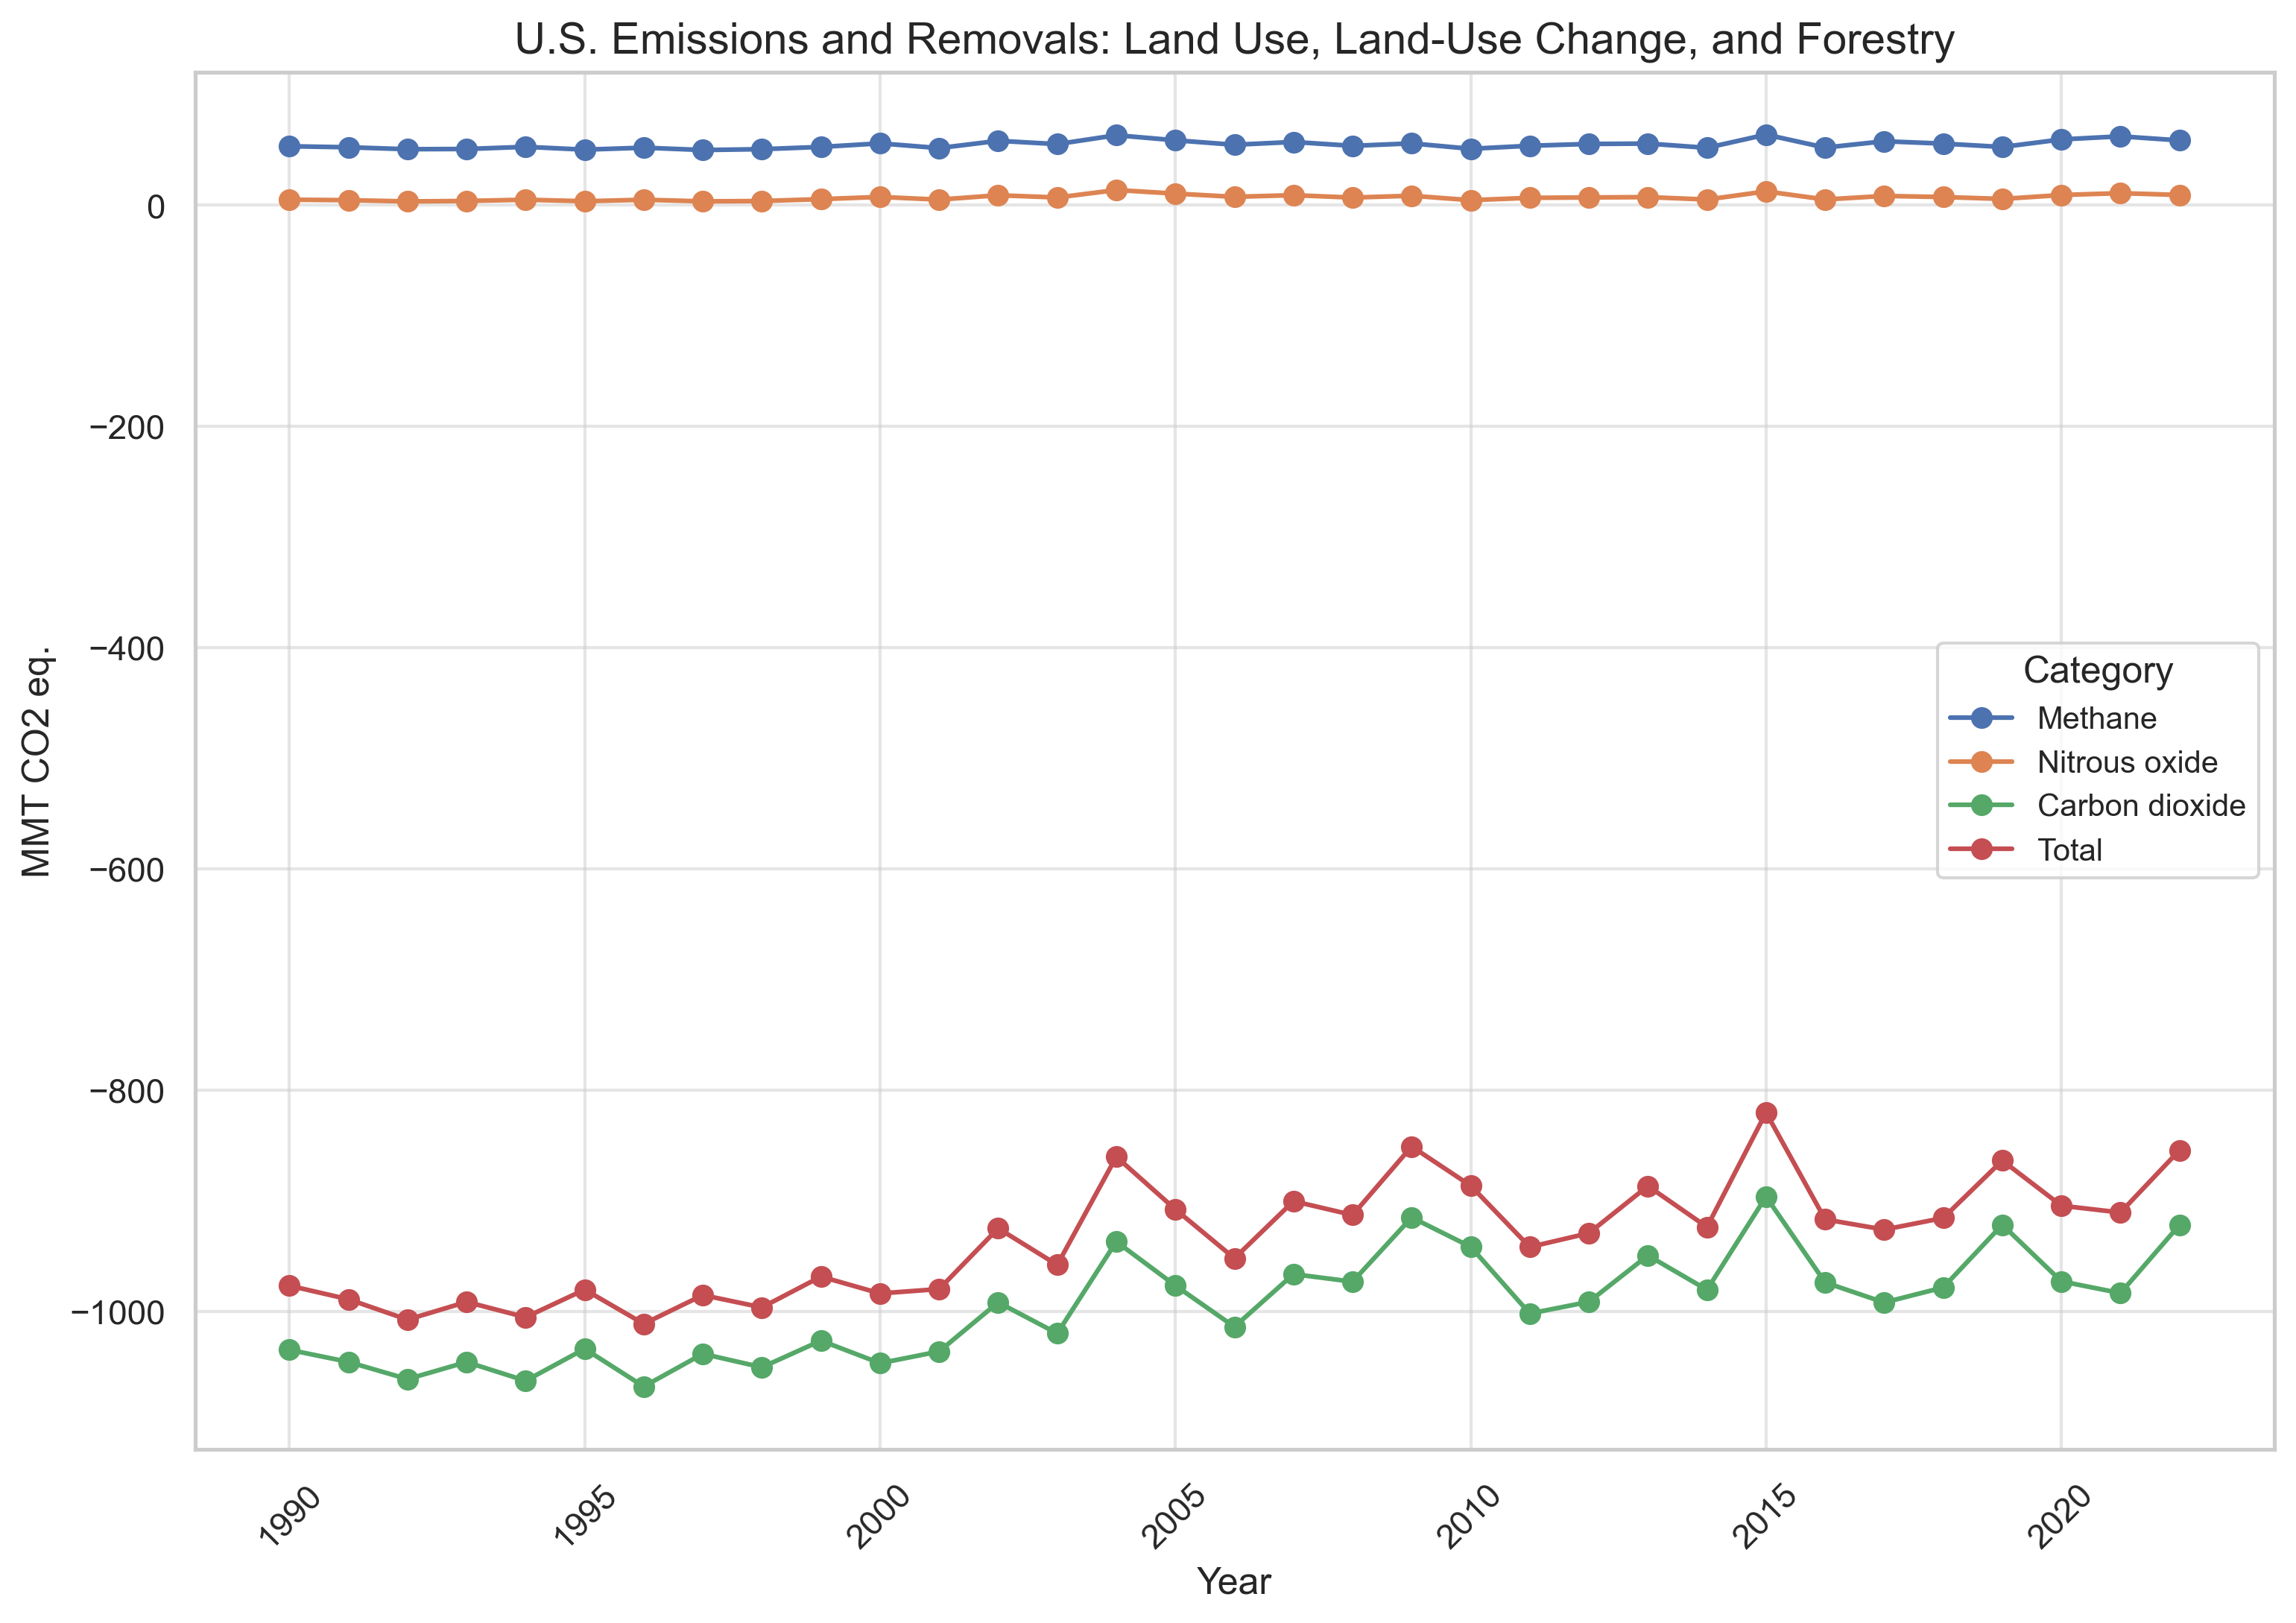 U.S. Emissions and Removals: Land Use, Land-Use Change, and Forestry
MMT CO2 eq.
0
−200
−400
−600
−800
−1000
Category
Methane
Nitrous oxide
Carbon dioxide
Total
1990
1995
2000
2005
2010
2015
2020
Year